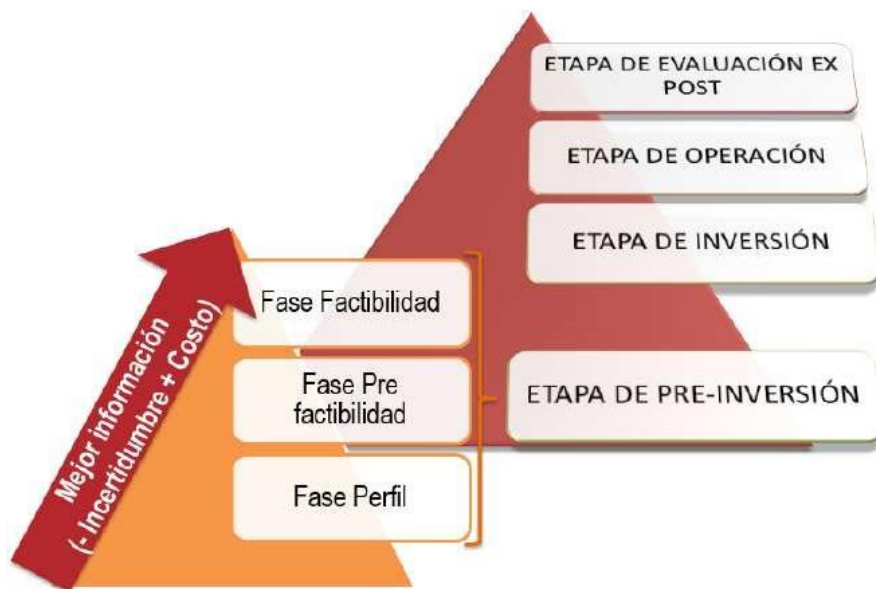 ETAPA DE EVALUACIÓN EX
POST
ETAPA DE OPERACIÓN
ETAPA DE INVERSIÓN
ETAPA DE PRE-INVERSIÓN
Fase Factibilidad
Fase Pre
factibilidad
Fase Perfil
Mejor información
(- Incertidumbre + Costo)